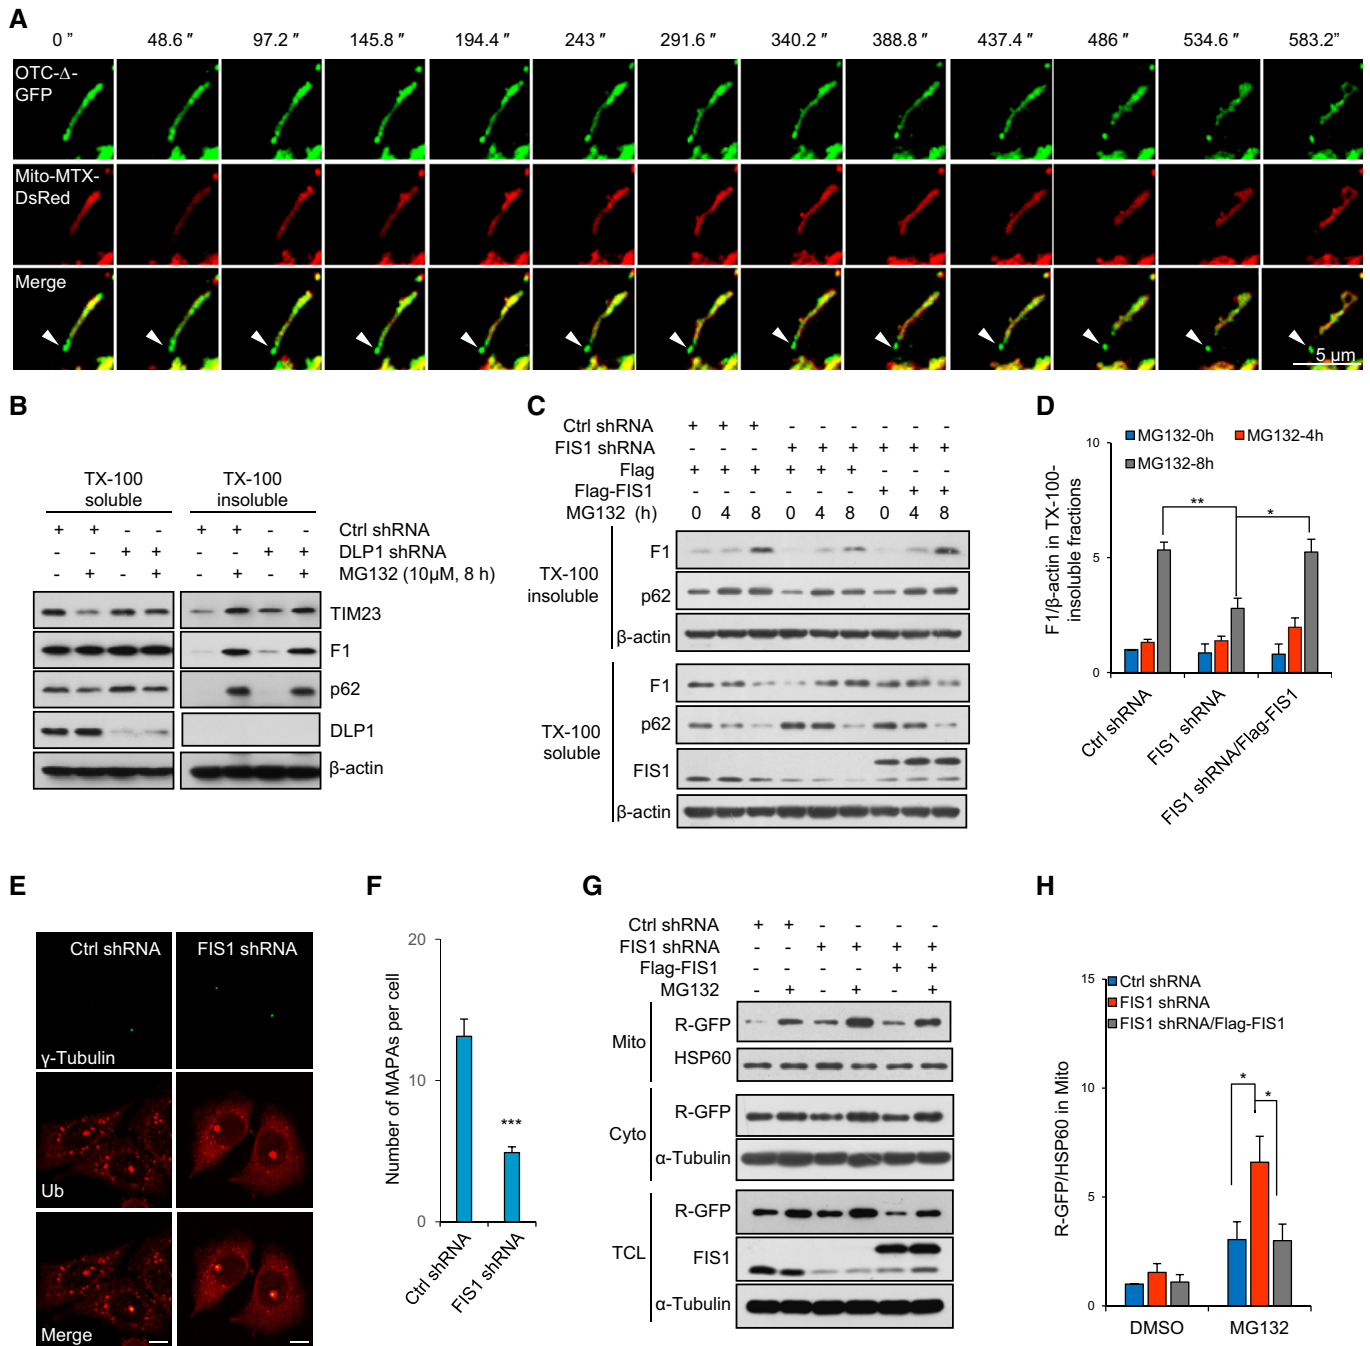 A
0 " 48.6 ″ 97.2 ″ 145.8 ″ 194.4 ″ 243 ″ 291.6 ″ 340.2 ″ 388.8 ″ 437.4 ″ 486 ″ 534.6 ″ 583.2"
OTC-Δ-
GFP
Mito-MTX-
DsRed
Merge
5 µm
B
TX-100 TX-100
soluble insoluble
+ + - - + + - - Ctrl shRNA
- - + + - - + + DLP1 shRNA
- + - + - + - + MG132 (10µM, 8 h)
TIM23
F1
p62
DLP1
β-actin
C
Ctrl shRNA + + + - - - - - -
FIS1 shRNA - - - + + + + + +
Flag + + + + + + - - -
Flag-FIS1 - - - - - - + + +
MG132 (h) 0 4 8 0 4 8 0 4 8
TX-100
insoluble
F1
p62
β-actin
TX-100
soluble
F1
p62
FIS1
β-actin
D
MG132-0h MG132-4h
MG132-8h
F1/β-actin in TX-100-
insoluble fractions
10
5
0
** *
Ctrl shRNA
FIS1 shRNA
FIS1 shRNA/Flag-FIS1
E
Ctrl shRNA FIS1 shRNA
γ-Tubulin
Ub
Merge
F
Number of MAPAs per cell
20
10
0
***
Ctrl shRNA
FIS1 shRNA
G
Ctrl shRNA + + - - - -
FIS1 shRNA - - + + + +
Flag-FIS1 - - - - + +
MG132 - + - + - +
Mito
R-GFP
HSP60
Cyto
R-GFP
α-Tubulin
TCL
R-GFP
FIS1
α-Tubulin
H
Ctrl shRNA
FIS1 shRNA
FIS1 shRNA/Flag-FIS1
R-GFP/HSP60 in Mito
15
10
5
0
* *
DMSO MG132